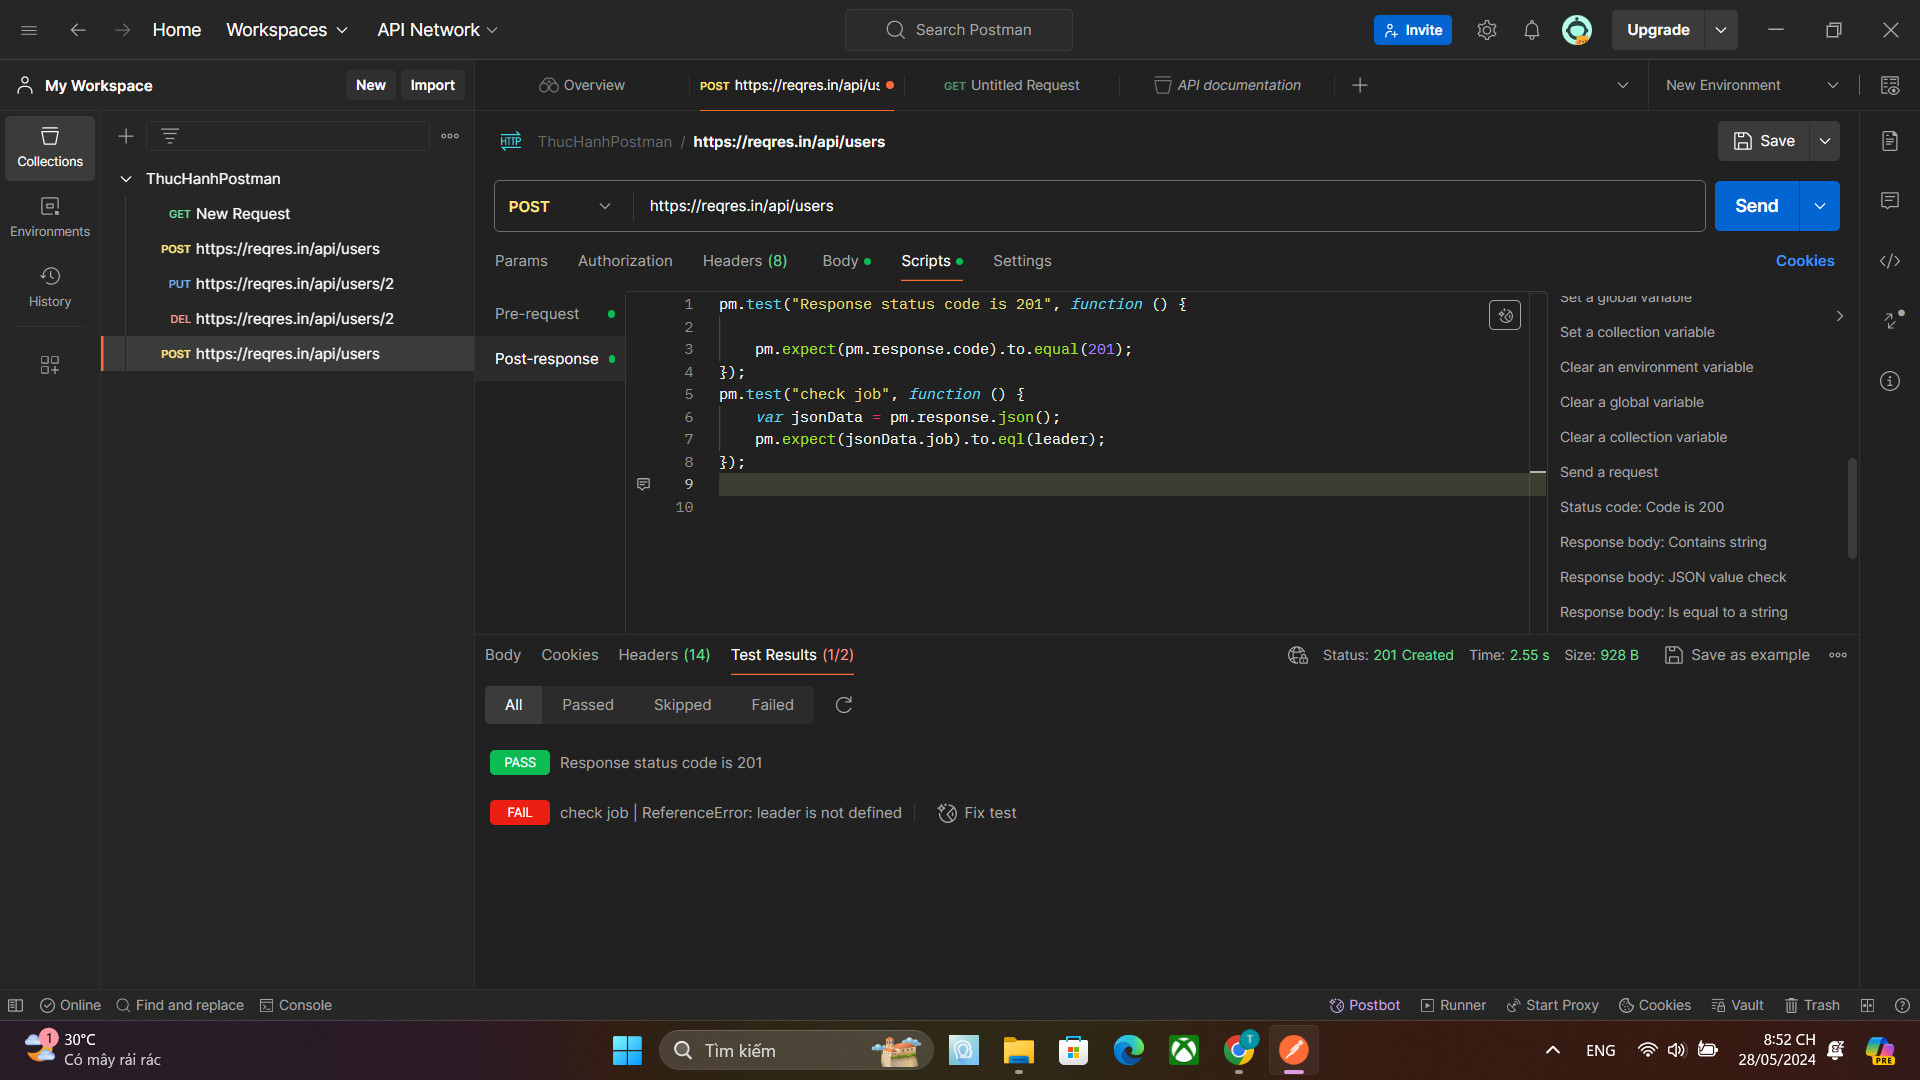 Home
Workspaces
API Network
Search Postman
Invite
Upgrade
My Workspace
New
Import
Overview
POST https://reqres.in/api/us
GET Untitled Request
API documentation
New Environment
Collections
Environments
History
ThucHanhPostman
GET New Request
POST https://reqres.in/api/users
PUT https://reqres.in/api/users/2
DEL https://reqres.in/api/users/2
POST https://reqres.in/api/users
HTTP ThucHanhPostman / https://reqres.in/api/users
Save
POST https://reqres.in/api/users
Send
Params Authorization Headers (8) Body Scripts Settings
Cookies
Pre-request
Post-response
1 pm.test("Response status code is 201", function () {
2
3 pm.expect(pm.response.code).to.equal(201);
4 });
5 pm.test("check job", function () {
6 var jsonData = pm.response.json();
7 pm.expect(jsonData.job).to.eql(leader);
8 });
9
10
Set a global variable
Set a collection variable
Clear an environment variable
Clear a global variable
Clear a collection variable
Send a request
Status code: Code is 200
Response body: Contains string
Response body: JSON value check
Response body: Is equal to a string
Body Cookies Headers (14) Test Results (1/2)
Status: 201 Created Time: 2.55 s Size: 928 B
Save as example
All Passed Skipped Failed
PASS Response status code is 201
FAIL check job | ReferenceError: leader is not defined
Fix test
Online
Find and replace
Console
Postbot
Runner
Start Proxy
Cookies
Vault
Trash
1
30°C
Có mây rải rác
Tìm kiếm
T
ENG
8:52 CH
28/05/2024
PRE